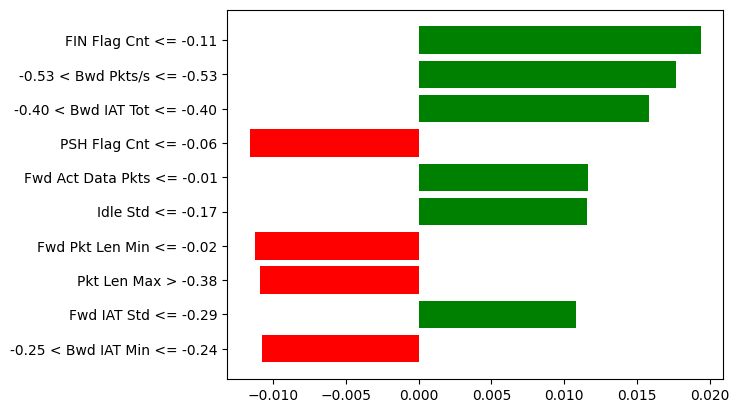 FIN Flag Cnt <= -0.11
-0.53 < Bwd Pkts/s <= -0.53
-0.40 < Bwd IAT Tot <= -0.40
PSH Flag Cnt <= -0.06
Fwd Act Data Pkts <= -0.01
Idle Std <= -0.17
Fwd Pkt Len Min <= -0.02
Pkt Len Max > -0.38
Fwd IAT Std <= -0.29
-0.25 < Bwd IAT Min <= -0.24
−0.010 −0.005 0.000 0.005 0.010 0.015 0.020